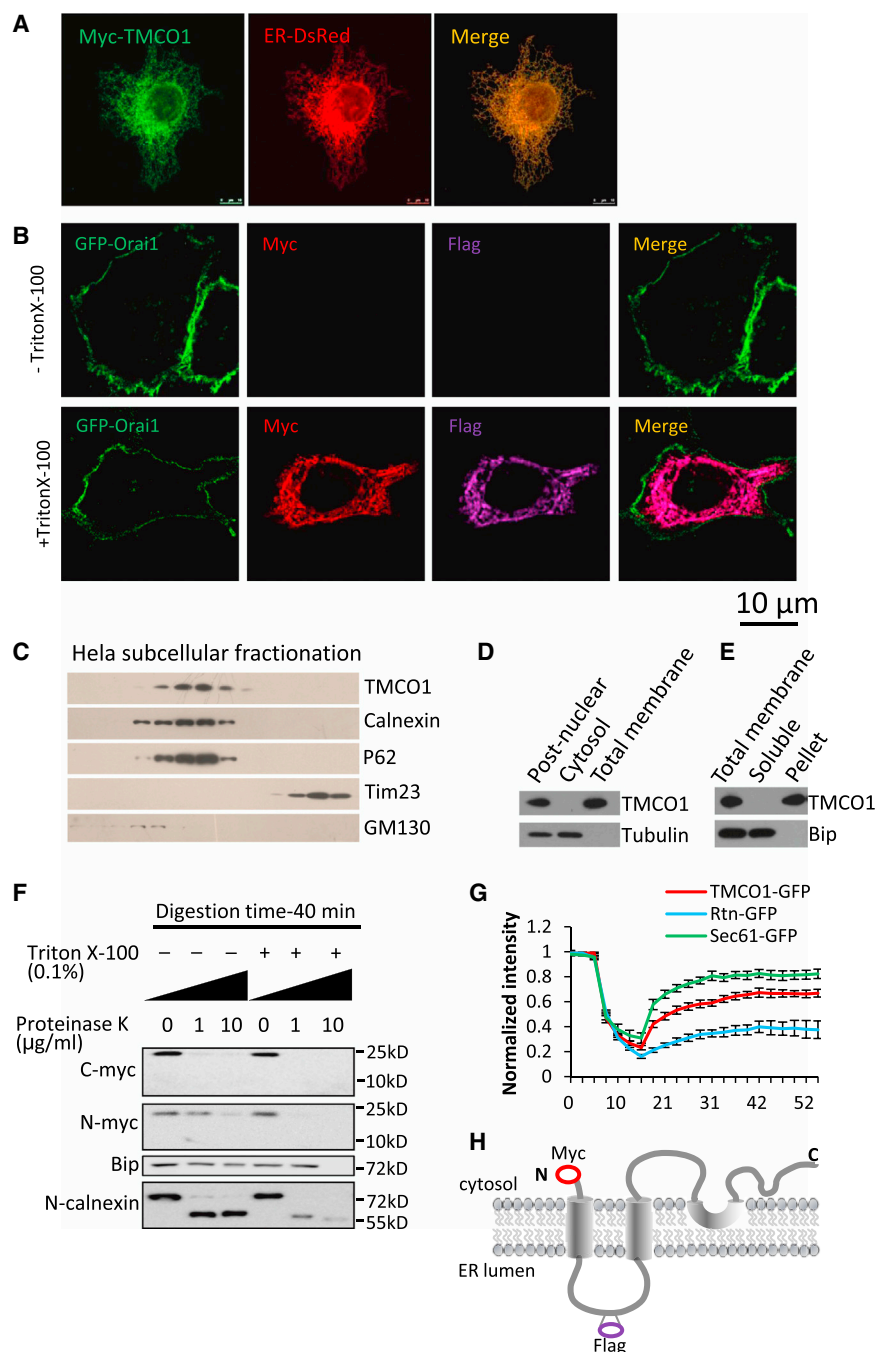 A
Myc-TMCO1
ER-DsRed
Merge
B
- TritonX-100
GFP-Orai1
Myc
Flag
Merge
+TritonX-100
GFP-Orai1
Myc
Flag
Merge
10 µm
C
Hela subcellular fractionation
TMCO1
Calnexin
P62
Tim23
GM130
D
Post-nuclear
Cytosol
Total membrane
TMCO1
Tubulin
E
Total membrane
Soluble
Pellet
TMCO1
Bip
F
Digestion time-40 min
Triton X-100 – – – + + +
(0.1%)
Proteinase K 0 1 10 0 1 10
(µg/ml)
C-myc
25kD
10kD
N-myc
25kD
10kD
Bip
72kD
N-calnexin
72kD
55kD
G
TMCO1-GFP
Rtn-GFP
Sec61-GFP
Normalized intensity
1.2
1
0.8
0.6
0.4
0.2
0
0 10 21 31 42 52
H
Myc
N
C
cytosol
ER lumen
Flag